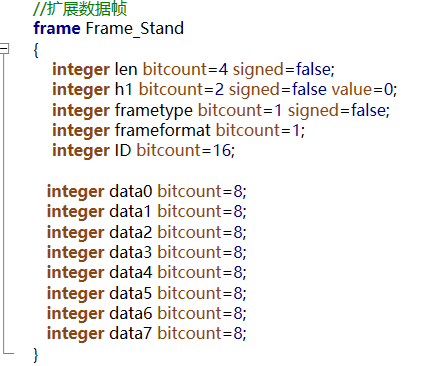 //扩展数据帧
frame Frame_Stand
{
integer len bitcount=4 signed=false;
integer h1 bitcount=2 signed=false value=0;
integer frametype bitcount=1 signed=false;
integer frameformat bitcount=1;
integer ID bitcount=16;
integer data0 bitcount=8;
integer data1 bitcount=8;
integer data2 bitcount=8;
integer data3 bitcount=8;
integer data4 bitcount=8;
integer data5 bitcount=8;
integer data6 bitcount=8;
integer data7 bitcount=8;
}